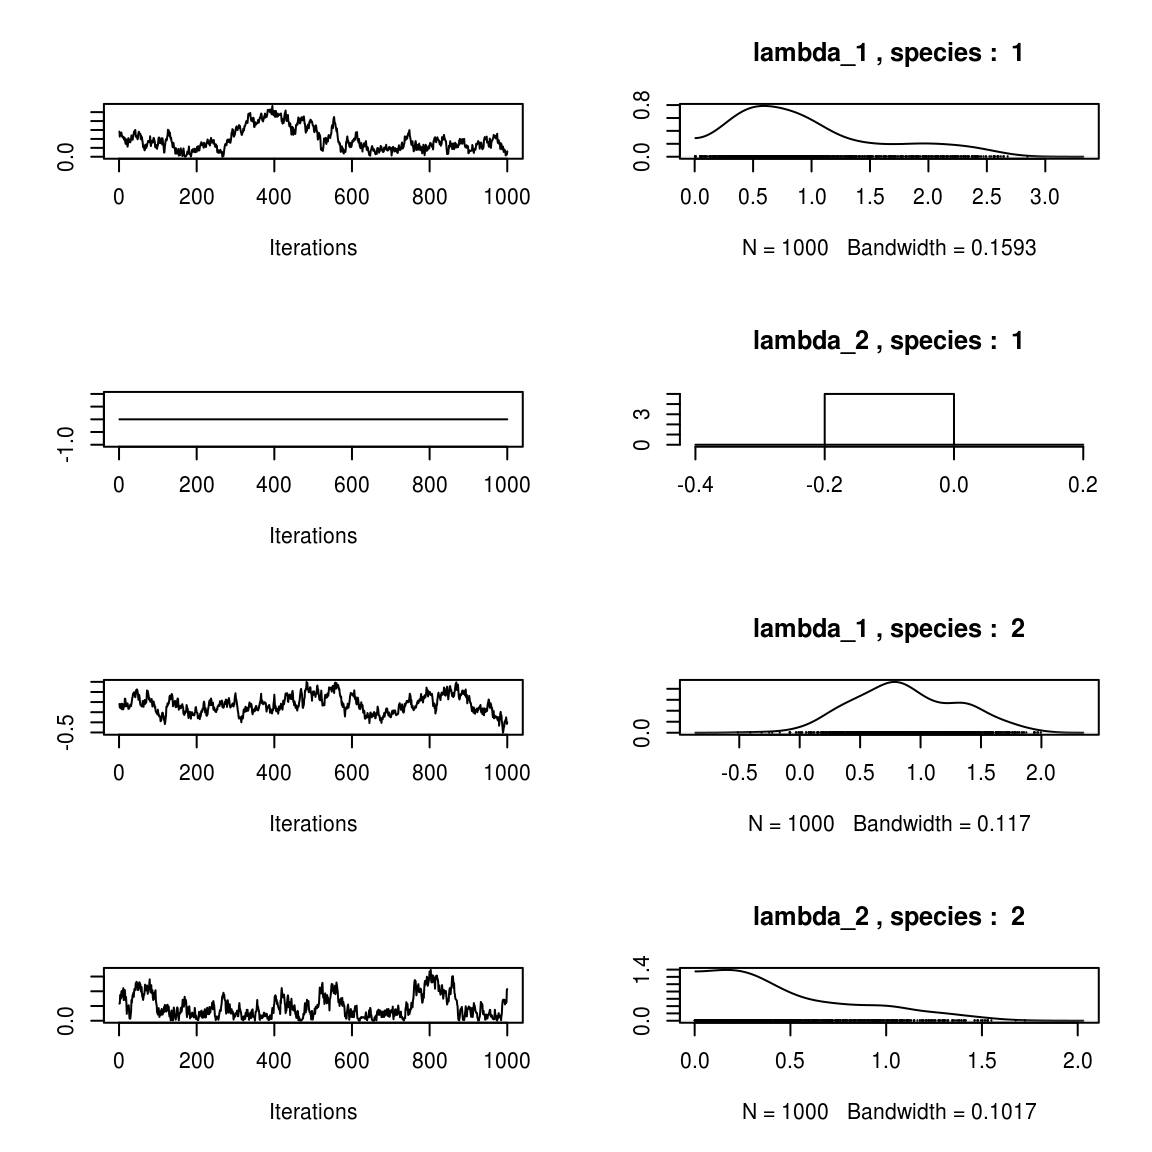 lambda_1 , species :  1
0.0
0 200 400 600 800 1000
Iterations
0.0 0.8
0.0 0.5 1.0 1.5 2.0 2.5 3.0
N = 1000   Bandwidth = 0.1593
lambda_2 , species :  1
-1.0
0 200 400 600 800 1000
Iterations
0 3
-0.4 -0.2 0.0 0.2
lambda_1 , species :  2
-0.5
0 200 400 600 800 1000
Iterations
0.0
-0.5 0.0 0.5 1.0 1.5 2.0
N = 1000   Bandwidth = 0.117
lambda_2 , species :  2
0.0
0 200 400 600 800 1000
Iterations
0.0 1.4
0.0 0.5 1.0 1.5 2.0
N = 1000   Bandwidth = 0.1017